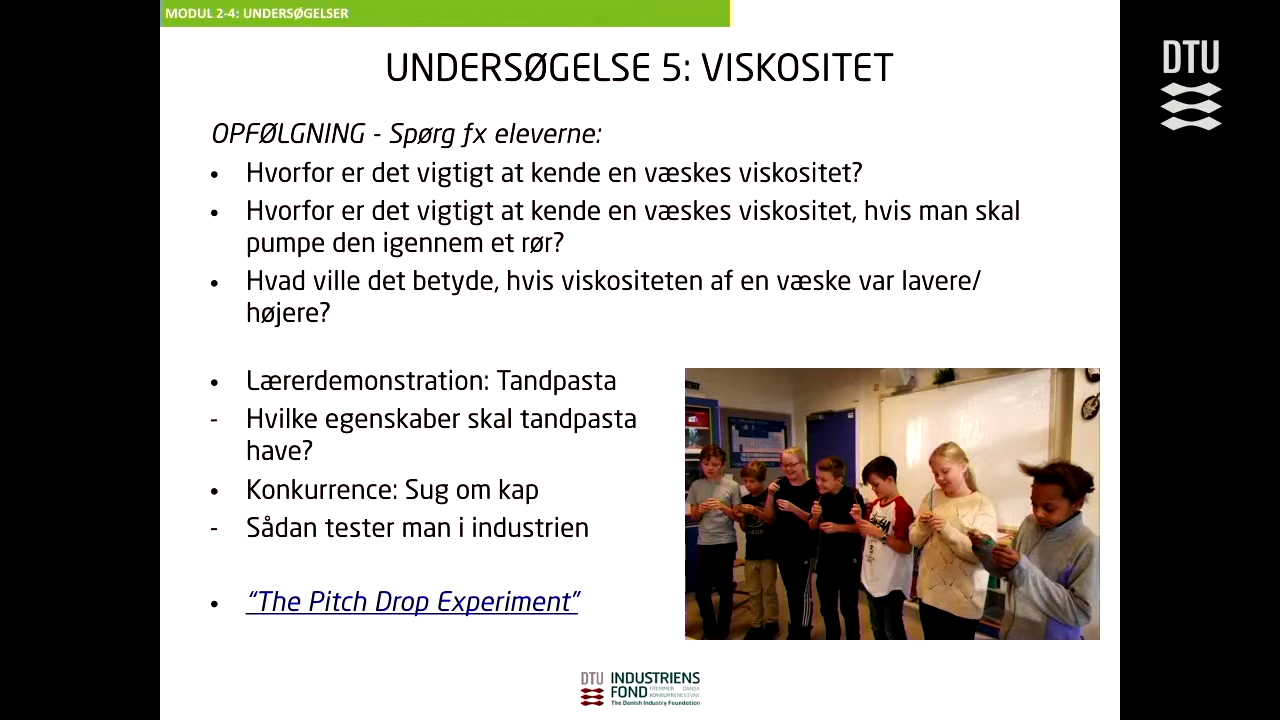 MODUL 2-4: UNDERSØGELSER
DTU
UNDERSØGELSE 5: VISKOSITET
OPFØLGNING - Spørg fx eleverne:
• Hvorfor er det vigtigt at kende en væskes viskositet?
• Hvorfor er det vigtigt at kende en væskes viskositet, hvis man skal
pumpe den igennem et rør?
• Hvad ville det betyde, hvis viskositeten af en væske var lavere/
højere?
• Lærerdemonstration: Tandpasta
- Hvilke egenskaber skal tandpasta
have?
• Konkurrence: Sug om kap
- Sådan tester man i industrien
• “The Pitch Drop Experiment”
DTU INDUSTRIENS
FOND FREMMER DANSK
KONKURRENCEEVNE
The Danish Industry Foundation